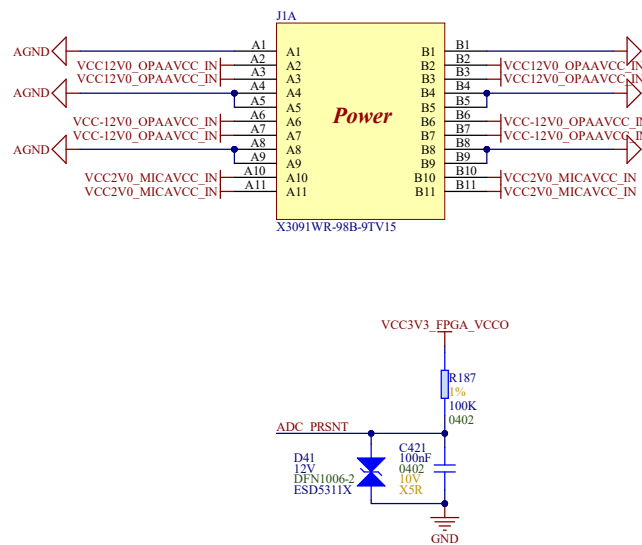 J1A
A1 A1 B1 B1
AGND
VCC12V0_OPAAVCC_IN A2 A2 B2 B2 VCC12V0_OPAAVCC_IN
VCC12V0_OPAAVCC_IN A3 A3 B3 B3 VCC12V0_OPAAVCC_IN
AGND A4 A4 B4 B4
A5 A5 B5 B5
VCC-12V0_OPAAVCC_IN A6 A6 Power B6 B6 VCC-12V0_OPAAVCC_IN
VCC-12V0_OPAAVCC_IN A7 A7 B7 B7 VCC-12V0_OPAAVCC_IN
AGND A8 A8 B8 B8
A9 A9 B9 B9
VCC2V0_MICAVCC_IN A10 A10 B10 B10 VCC2V0_MICAVCC_IN
VCC2V0_MICAVCC_IN A11 A11 B11 B11 VCC2V0_MICAVCC_IN
X3091WR-98B-9TV15
VCC3V3_FPGA_VCCO
R187
1%
100K
0402
ADC_PRSNT
D41
12V
DFN1006-2
ESD5311X
C421
100nF
0402
10V
X5R
GND